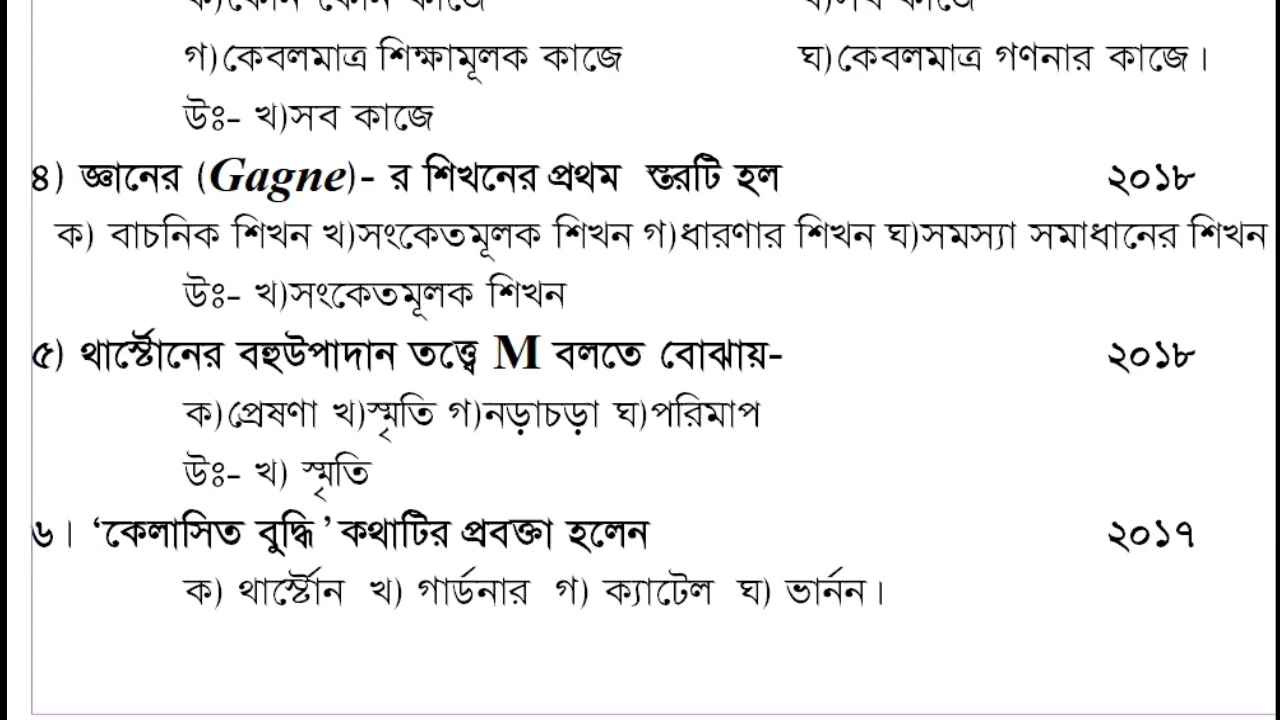 ক)কোন কোন কাজে খ)সব কাজে
গ)কেবলমাত্র শিক্ষামূলক কাজে ঘ)কেবলমাত্র গণনার কাজে।
উঃ- খ)সব কাজে
৪) জ্ঞানের (Gagne)- র শিখনের প্রথম স্তরটি হল ২০১৮
ক) বাচনিক শিখন খ)সংকেতমূলক শিখন গ)ধারণার শিখন ঘ)সমস্যা সমাধানের শিখন
উঃ- খ)সংকেতমূলক শিখন
৫) থার্স্টোনের বহুউপাদান তত্ত্বে M বলতে বোঝায়- ২০১৮
ক)প্রেষণা খ)স্মৃতি গ)নড়াচড়া ঘ)পরিমাপ
উঃ- খ) স্মৃতি
৬। ‘কেলাসিত বুদ্ধি ’ কথাটির প্রবক্তা হলেন ২০১৭
ক) থার্স্টোন খ) গার্ডনার গ) ক্যাটেল ঘ) ভার্নন।